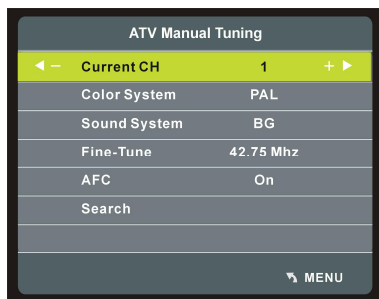 ATV Manual Tuning
Current CH 1
Color System PAL
Sound System BG
Fine-Tune 42.75 Mhz
AFC On
Search
MENU